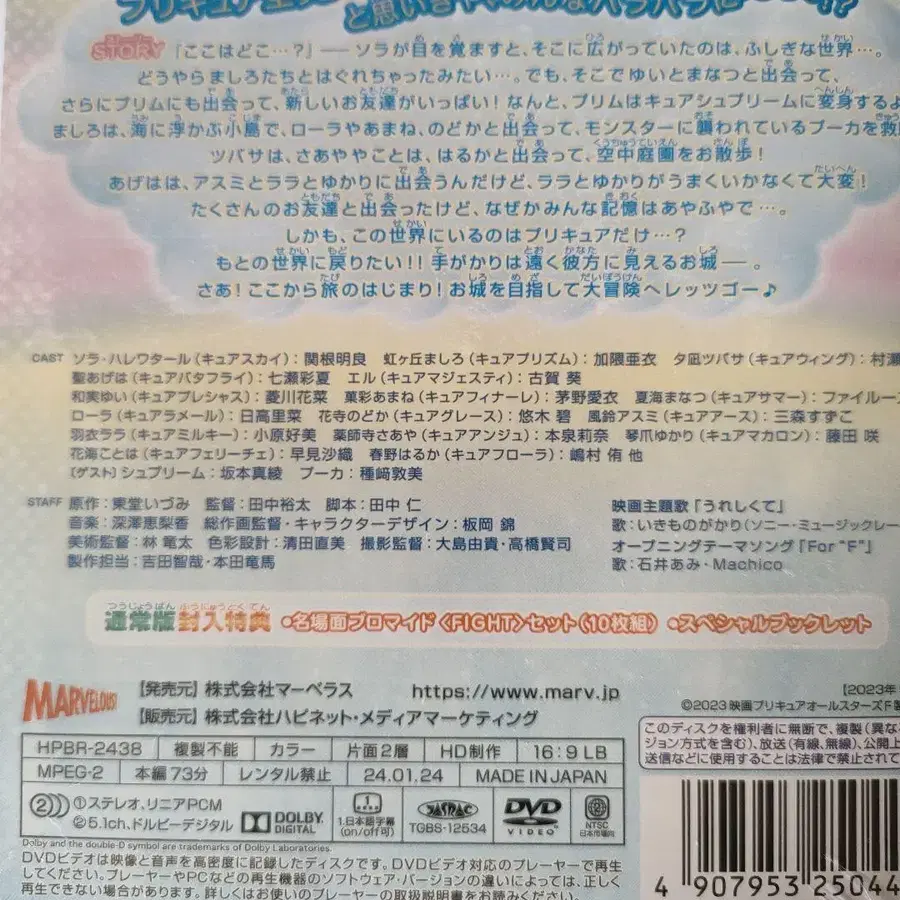 と思いきやみんなバラバラに
STORY 「ここはどこ…?」── ソラが目を覚ますと、そこに広がっていたのは、ふしぎな世界…。
どうやらましろたちとはぐれちゃったみたい…。でも、そこでゆいとまなつと出会って、
さらにプリムにも出会って、新しいお友達がいっぱい! なんと、プリムはキュアシュプリームに変身するよ
ましろは、海に浮かぶ小島で、ローラやあまね、のどかと出会って、モンスターに襲われているプーカを救
ツバサは、さあややことは、はるかと出会って、空中庭園をお散歩!
あげはは、アスミとララとゆかりに出会うんだけど、ララとゆかりがうまくいかなくて大変!
たくさんのお友達と出会ったけど、なぜかみんな記憶はあやふやで…。
しかも、この世界にいるのはプリキュアだけ…?
もとの世界に戻りたい!! 手がかりは遠く彼方に見えるお城──。
さあ! ここから旅のはじまり! お城を目指して大冒険へレッツゴー♪
CAST ソラ・ハレワタール(キュアスカイ):関根明良 虹ヶ丘ましろ(キュアプリズム):加隈亜衣 夕凪ツバサ(キュアウィング):村瀬
聖あげは(キュアバタフライ):七瀬彩夏 エル(キュアマジェスティ):古賀 葵
和実ゆい(キュアプレシャス):菱川花菜 菓彩あまね(キュアフィナーレ):茅野愛衣 夏海まなつ(キュアサマー):ファイルー
ローラ(キュアラメール):日高里菜 花寺のどか(キュアグレース):悠木 碧 風鈴アスミ(キュアアース):三森すずこ
羽衣ララ(キュアミルキー):小原好美 薬師寺さあや(キュアアンジュ):本泉莉奈 琴爪ゆかり(キュアマカロン):藤田 咲
花海ことは(キュアフェリーチェ):早見沙織 春野はるか(キュアフローラ):嶋村 侑 他
〔ゲスト〕シュプリーム:坂本真綾 プーカ:種﨑敦美
STAFF 原作:東堂いづみ 監督:田中裕太 脚本:田中 仁
音楽:深澤恵梨香 総作画監督・キャラクターデザイン:板岡 錦
美術監督:林 竜太 色彩設計:清田直美 撮影監督:大島由貴・高橋賢司
製作担当:吉田智哉・本田竜馬
映画主題歌「うれしくて」
歌:いきものがかり(ソニー・ミュージックレー
オープニングテーマソング「For "F"」
歌:石井あみ・Machico
通常版 封入特典 •名場面ブロマイド〈FIGHT〉セット(10枚組) •スペシャルブックレット
MARVELOUS!
【発売元】株式会社マーベラス https://www.marv.jp
【販売元】株式会社ハピネット・メディアマーケティング
【2023年
©2023 映画プリキュアオールスターズF製
HPBR-2438 複製不能 カラー 片面2層 HD制作 16:9 LB
MPEG-2 本編73分 レンタル禁止 24.01.24 MADE IN JAPAN
2)) ①ステレオ、リニアPCM
②5.1ch、ドルビーデジタル
DOLBY DIGITAL
1.日本語字幕
(on/off可)
JASRAC
TGBS-12534
DVD VIDEO
2
NTSC
日本市場向
このディスクを権利者に無断で、複製(異な
ジョン方式を含む)、放送(有線、無線)、公開上
送信などに使用することは法律で禁止されて
Dolby and the double-D symbol are trademarks of Dolby Laboratories.
DVDビデオは映像と音声を高密度に記録したディスクです。DVDビデオ対応のプレーヤーで再生
してください。プレーヤーやPCなどの再生機器のソフトウェア・バージョンの違いによっては、正しく
再生できない場合があります。詳しくはお使いのプレーヤーの取扱説明書をお読みください。
4 907953 25044